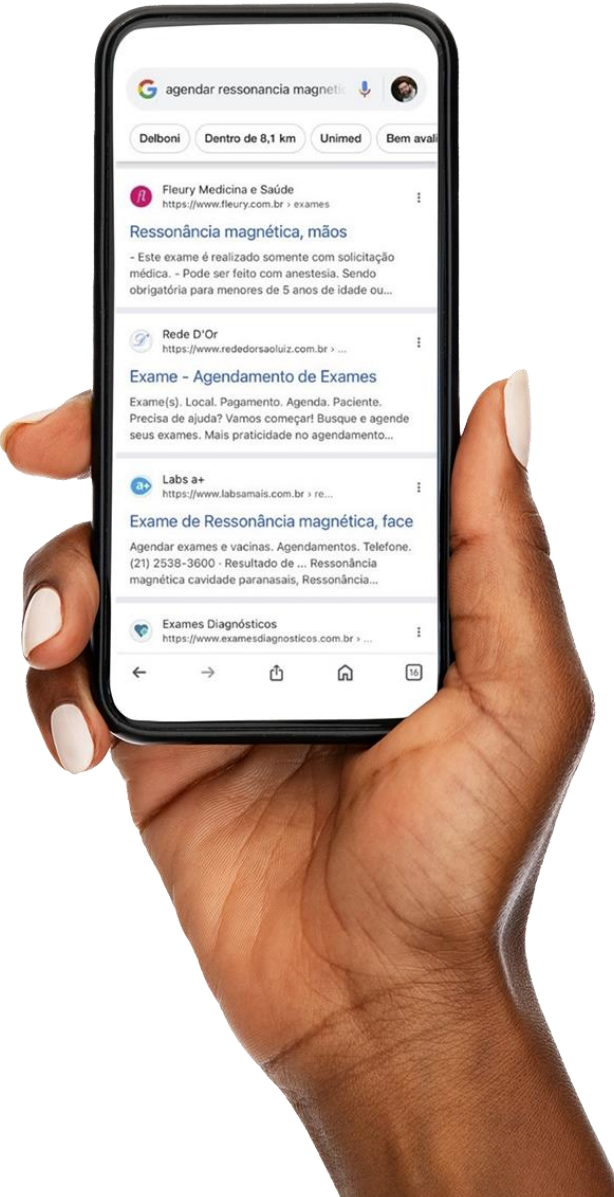 agendar ressonancia magnetic
Delboni
Dentro de 8,1 km
Unimed
Bem avali
Fleury Medicina e Saúde
https://www.fleury.com.br › exames
Ressonância magnética, mãos
- Este exame é realizado somente com solicitação
médica. - Pode ser feito com anestesia. Sendo
obrigatória para menores de 5 anos de idade ou...
Rede D'Or
https://www.rededorsaoluiz.com.br › ...
Exame - Agendamento de Exames
Exame(s). Local. Pagamento. Agenda. Paciente.
Precisa de ajuda? Vamos começar! Busque e agende
seus exames. Mais praticidade no agendamento...
a+
Labs a+
https://www.labsamais.com.br › re...
Exame de Ressonância magnética, face
Agendar exames e vacinas. Agendamentos. Telefone.
(21) 2538-3600 · Resultado de ... Ressonância
magnética cavidade paranasais, Ressonância...
Exames Diagnósticos
https://www.examesdiagnosticos.com.br › ...
16